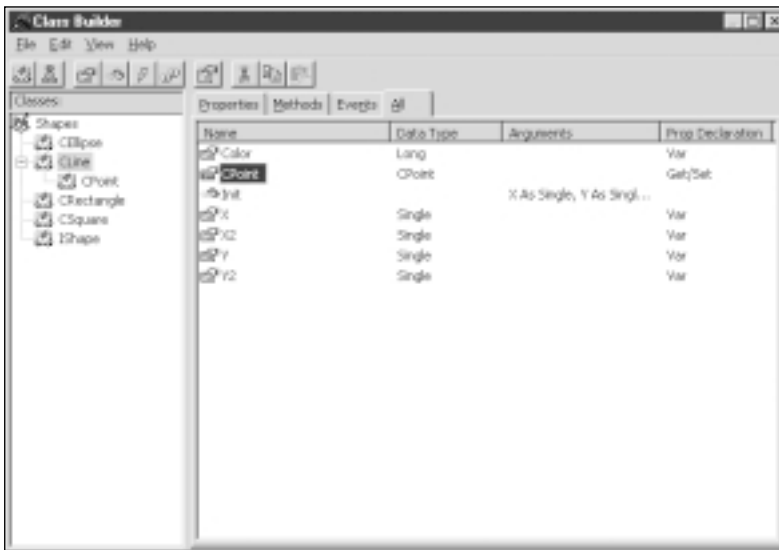 Class Builder
File Edit View Help
Classes:
Properties Methods Events All
Shapes
CEllipse
CLine
CPoint
CRectangle
CSquare
IShape
Name Data Type Arguments Prop Declaration
Color Long Var
CPoint CPoint Get/Set
Init X As Single, Y As Singl...
X Single Var
X2 Single Var
Y Single Var
Y2 Single Var